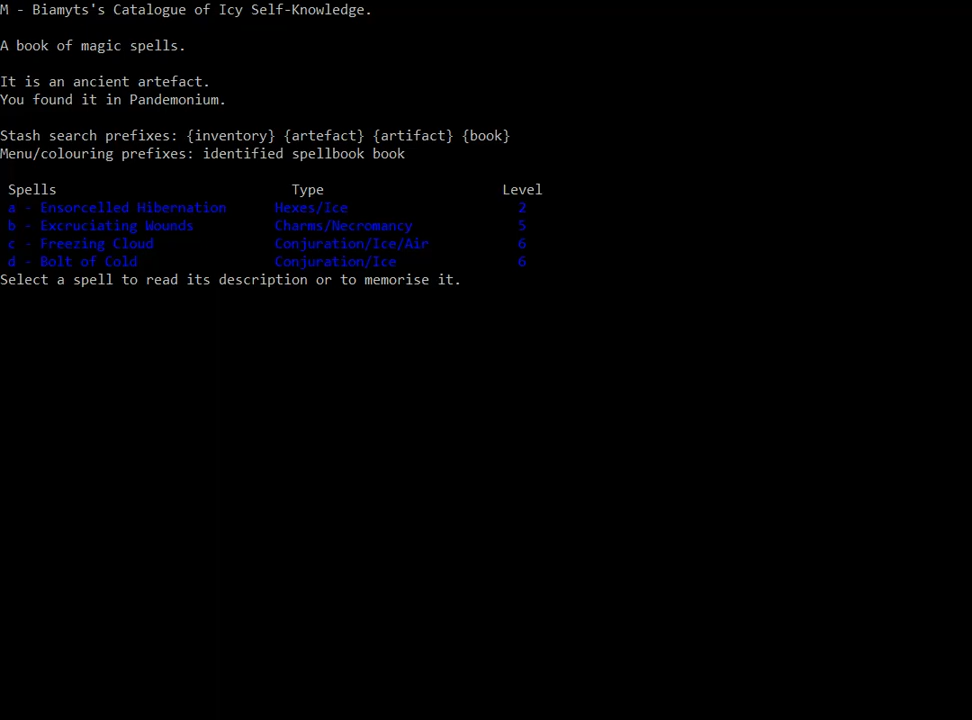 M - Biamyts's Catalogue of Icy Self-Knowledge.
A book of magic spells.
It is an ancient artefact.
You found it in Pandemonium.
Stash search prefixes: {inventory} {artefact} {artifact} {book}
Menu/colouring prefixes: identified spellbook book
Spells Type Level
a - Ensorcelled Hibernation Hexes/Ice 2
b - Excruciating Wounds Charms/Necromancy 5
c - Freezing Cloud Conjuration/Ice/Air 6
d - Bolt of Cold Conjuration/Ice 6
Select a spell to read its description or to memorise it.